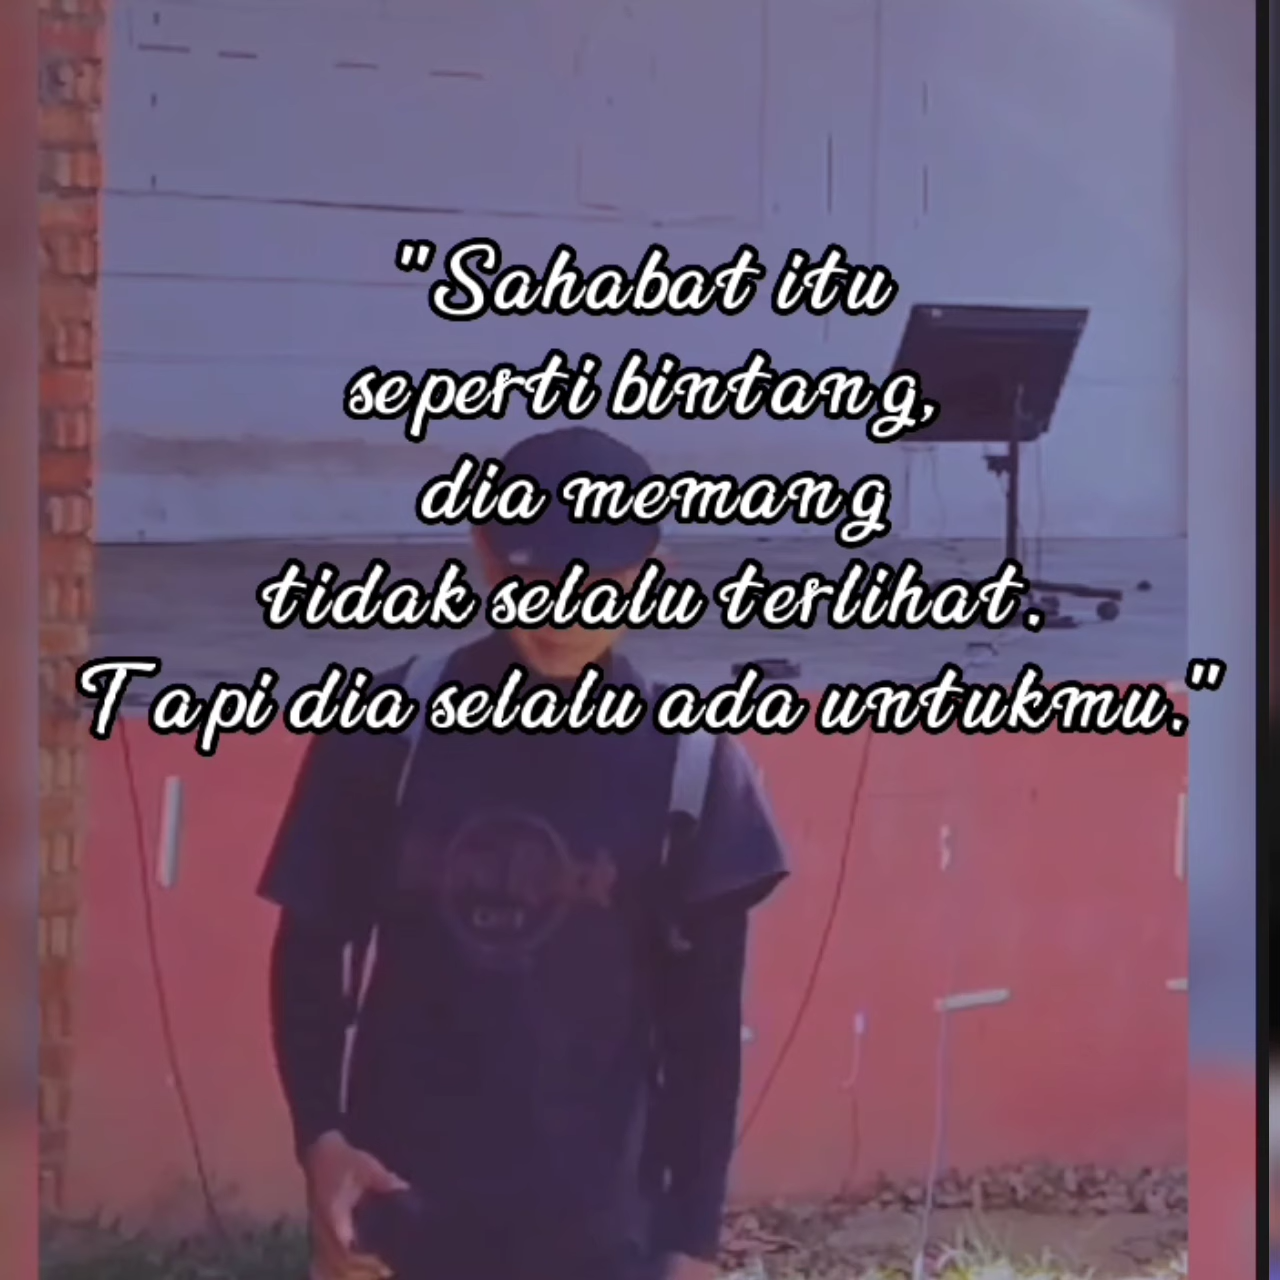 "Sahabat itu
seperti bintang,
dia memang
tidak selalu terlihat.
Tapi dia selalu ada untukmu."